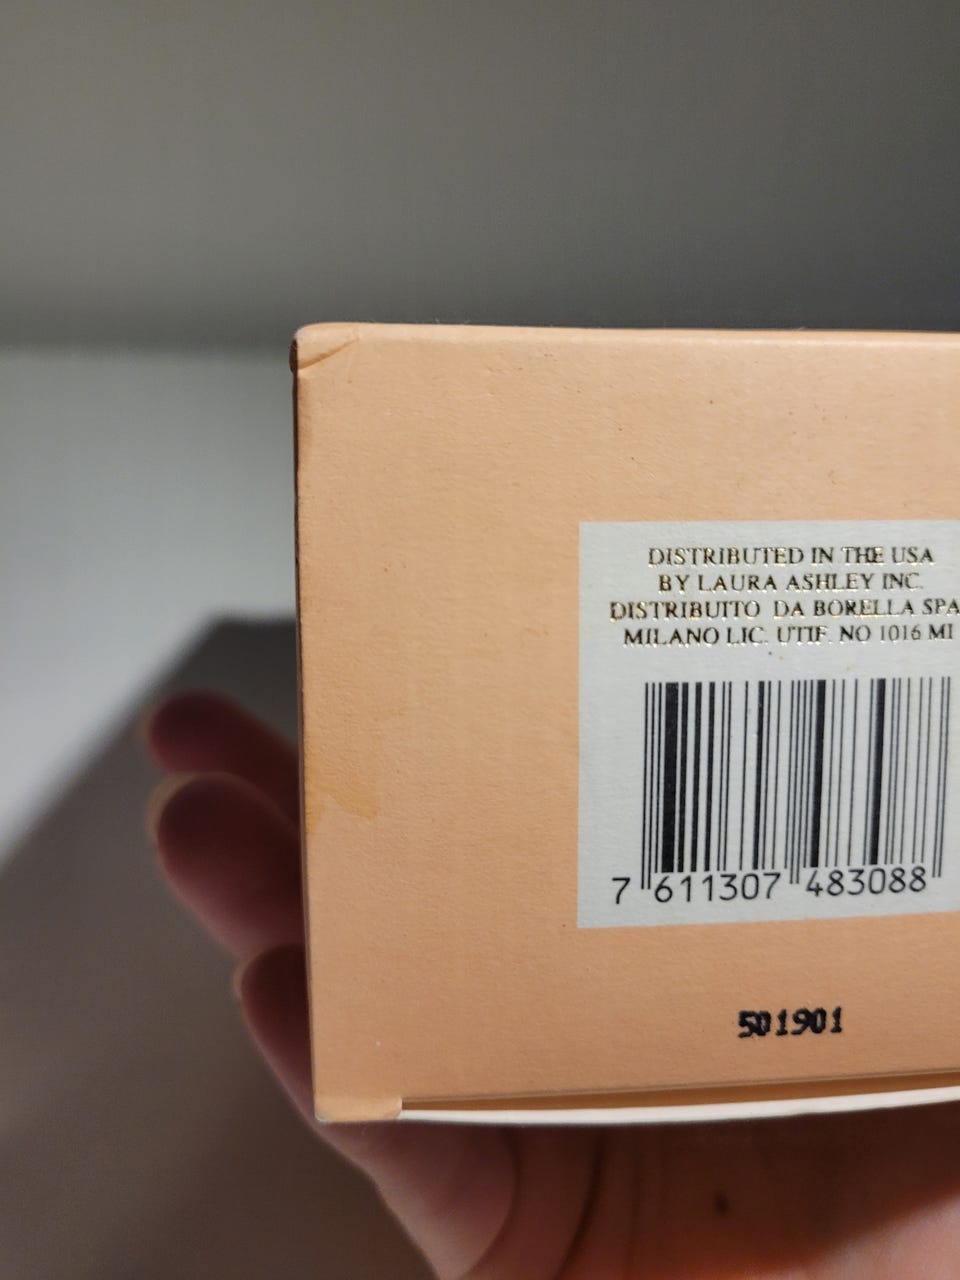 DISTRIBUTED IN THE USA
BY LAURA ASHLEY INC.
DISTRIBUITO DA BORELLA SPA
MILANO LIC. UTIF. NO 1016 MI
7 611307 483088
501901